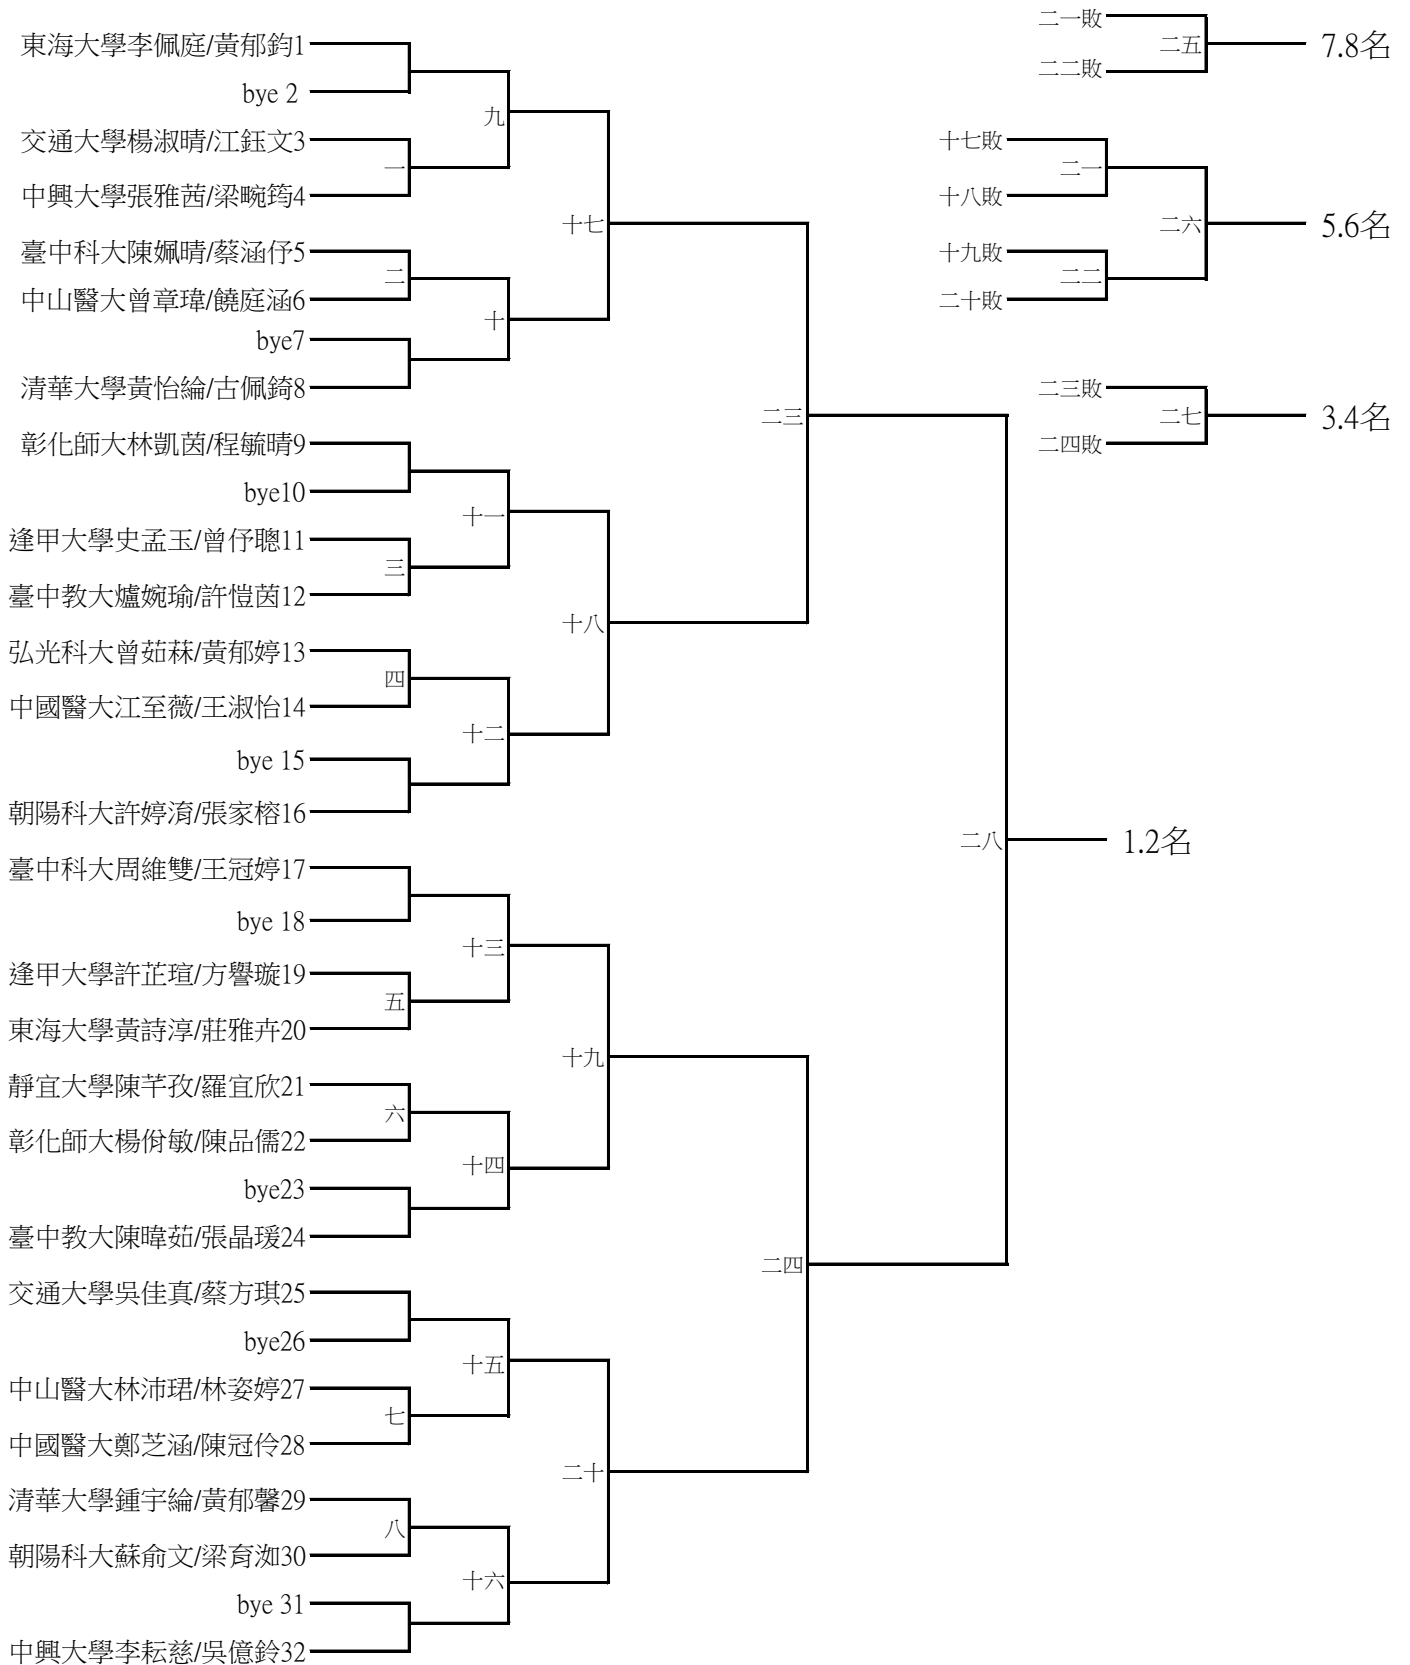 東海大學李佩庭/黃郁鈞1
bye 2
交通大學楊淑晴/江鈺文3
中興大學張雅茜/梁畹筠4
臺中科大陳姵晴/蔡涵伃5
中山醫大曾章瑋/饒庭涵6
bye7
清華大學黃怡綸/古佩錡8
彰化師大林凱茵/程毓晴9
bye10
逢甲大學史孟玉/曾伃聰11
臺中教大爐婉瑜/許愷茵12
弘光科大曾茹菻/黃郁婷13
中國醫大江至薇/王淑怡14
bye 15
朝陽科大許婷淯/張家榕16
臺中科大周維雙/王冠婷17
bye 18
逢甲大學許芷瑄/方譽璇19
東海大學黃詩淳/莊雅卉20
靜宜大學陳芊孜/羅宜欣21
彰化師大楊佾敏/陳品儒22
bye23
臺中教大陳暐茹/張晶瑗24
交通大學吳佳真/蔡方琪25
bye26
中山醫大林沛珺/林姿婷27
中國醫大鄭芝涵/陳冠伶28
清華大學鍾宇綸/黃郁馨29
朝陽科大蘇俞文/梁育洳30
bye 31
中興大學李耘慈/吳億鈴32
一
二
三
四
五
六
七
八
九
十
十一
十二
十三
十四
十五
十六
十七
十八
十九
二十
二三
二四
二八
1.2名
二一敗
二五
二二敗
7.8名
十七敗
二一
十八敗
二六
5.6名
十九敗
二二
二十敗
二三敗
二七
二四敗
3.4名